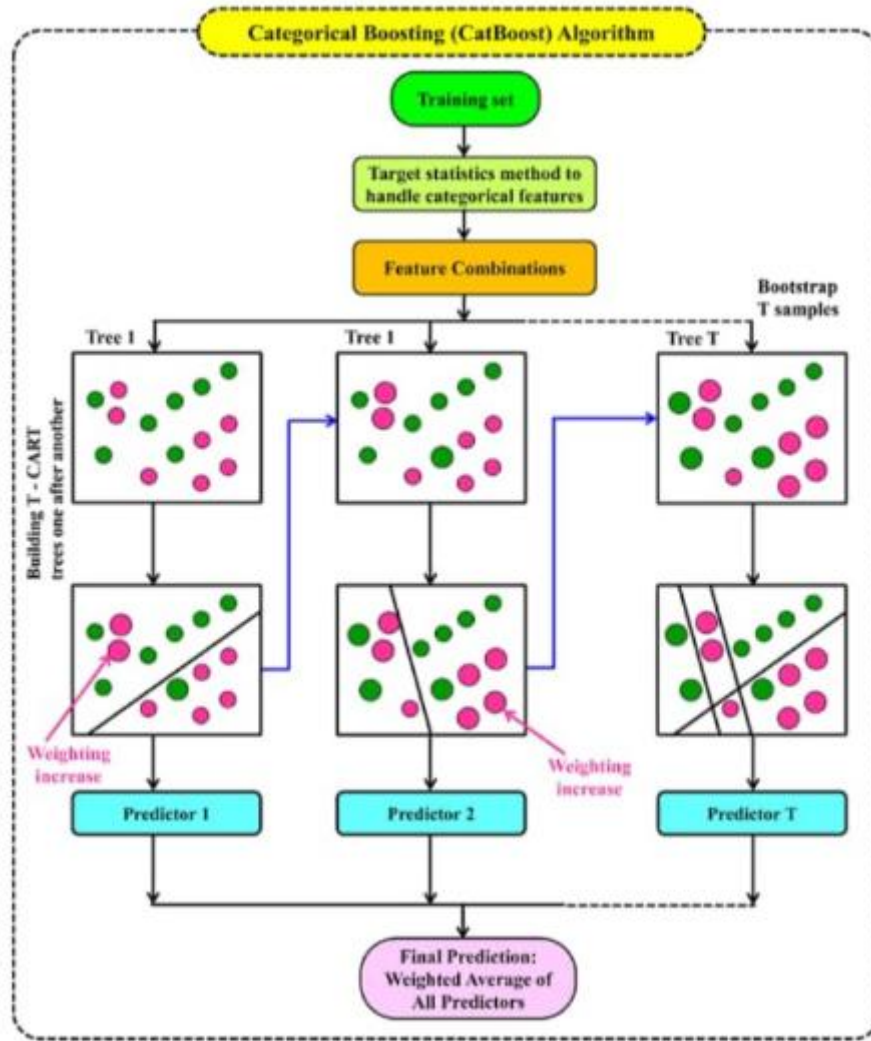 Categorical Boosting (CatBoost) Algorithm
Training set
Target statistics method to
handle categorical features
Feature Combinations
Bootstrap
T samples
Tree 1
Tree 1
Tree T
Building T - CART
trees one after another
Weighting
increase
Weighting
increase
Predictor 1
Predictor 2
Predictor T
Final Prediction:
Weighted Average of
All Predictors